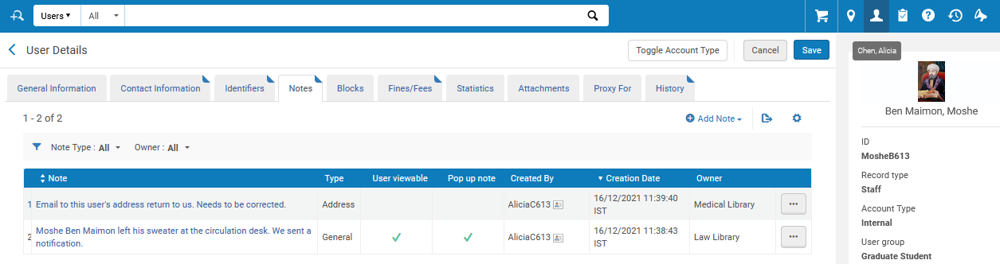 Users All
User Details Toggle Account Type Cancel Save Chen, Alicia
General Information Contact Information Identifiers Notes Blocks Fines/Fees Statistics Attachments Proxy For History
1 - 2 of 2 Add Note
Note Type : All Owner : All
Note Type User viewable Pop up note Created By Creation Date Owner
1 Email to this user's address return to us. Needs to be corrected. Address AliciaC613 16/12/2021 11:39:40 Medical Library
IST
2 Moshe Ben Maimon left his sweater at the circulation desk. We sent a General AliciaC613 16/12/2021 11:38:43 Law Library
notification. IST
Ben Maimon, Moshe
ID
MosheB613
Record type
Staff
Account Type
Internal
User group
Graduate Student